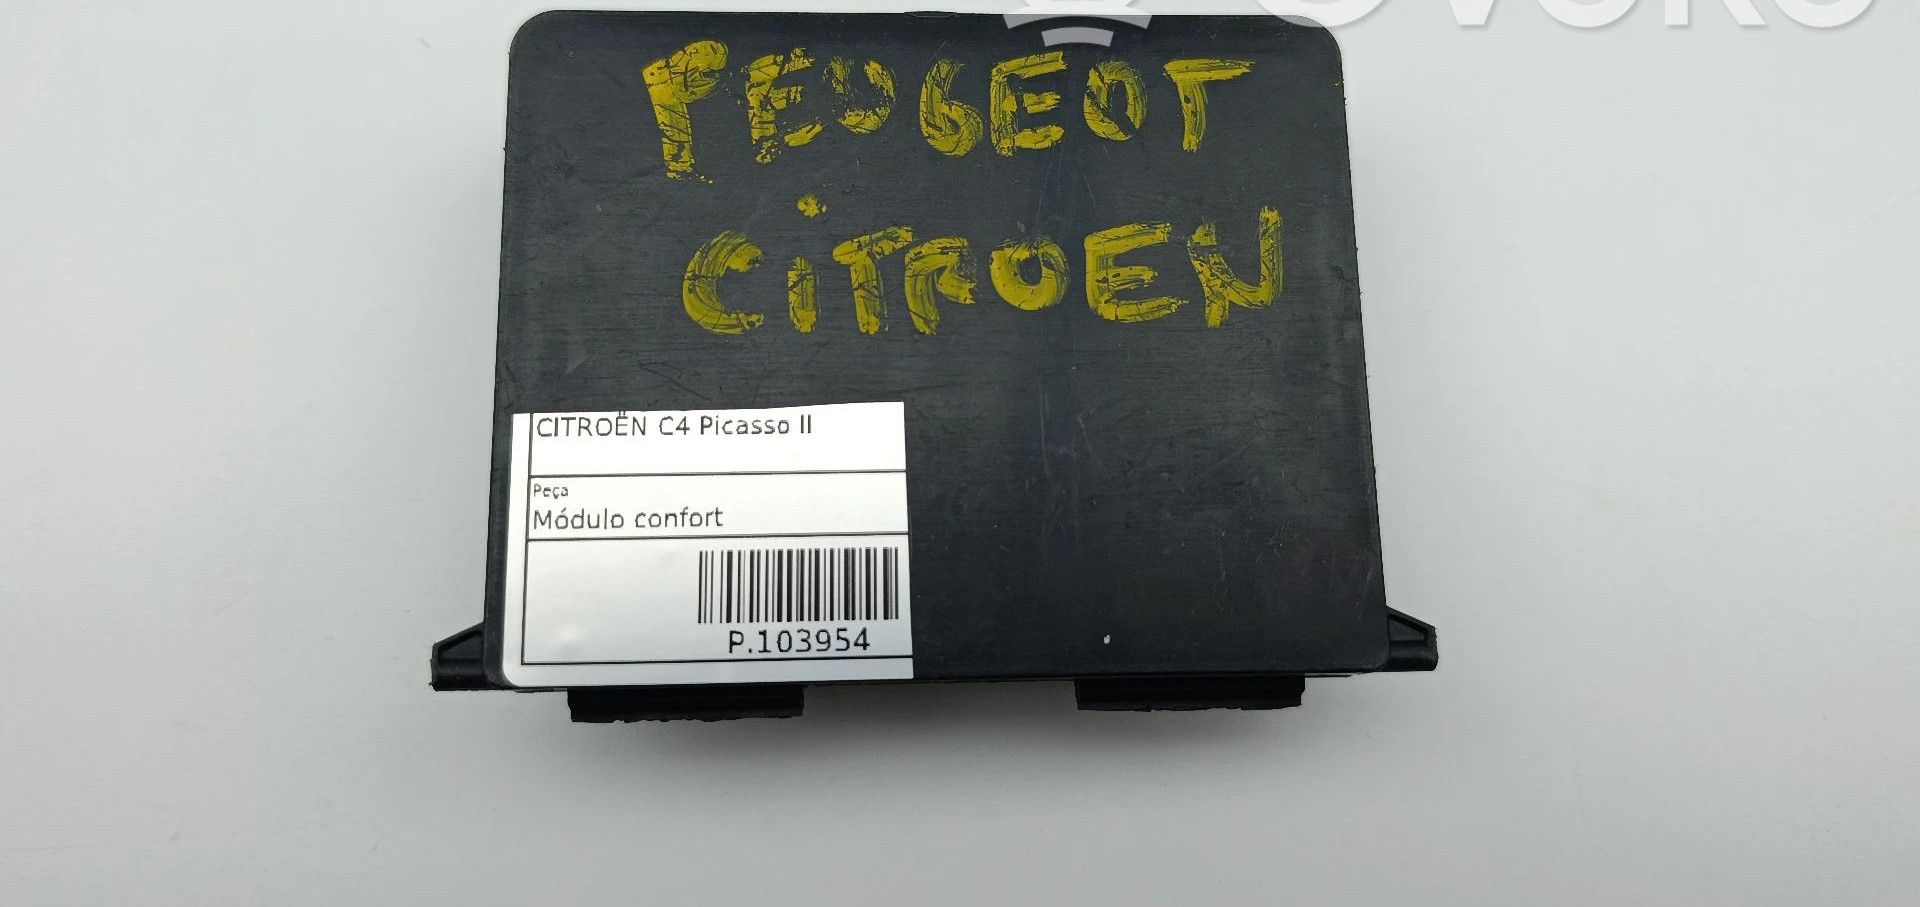 PEUGEOT
CiTROEN
CITROËN C4 Picasso II
Peça
Módulo confort
P.103954